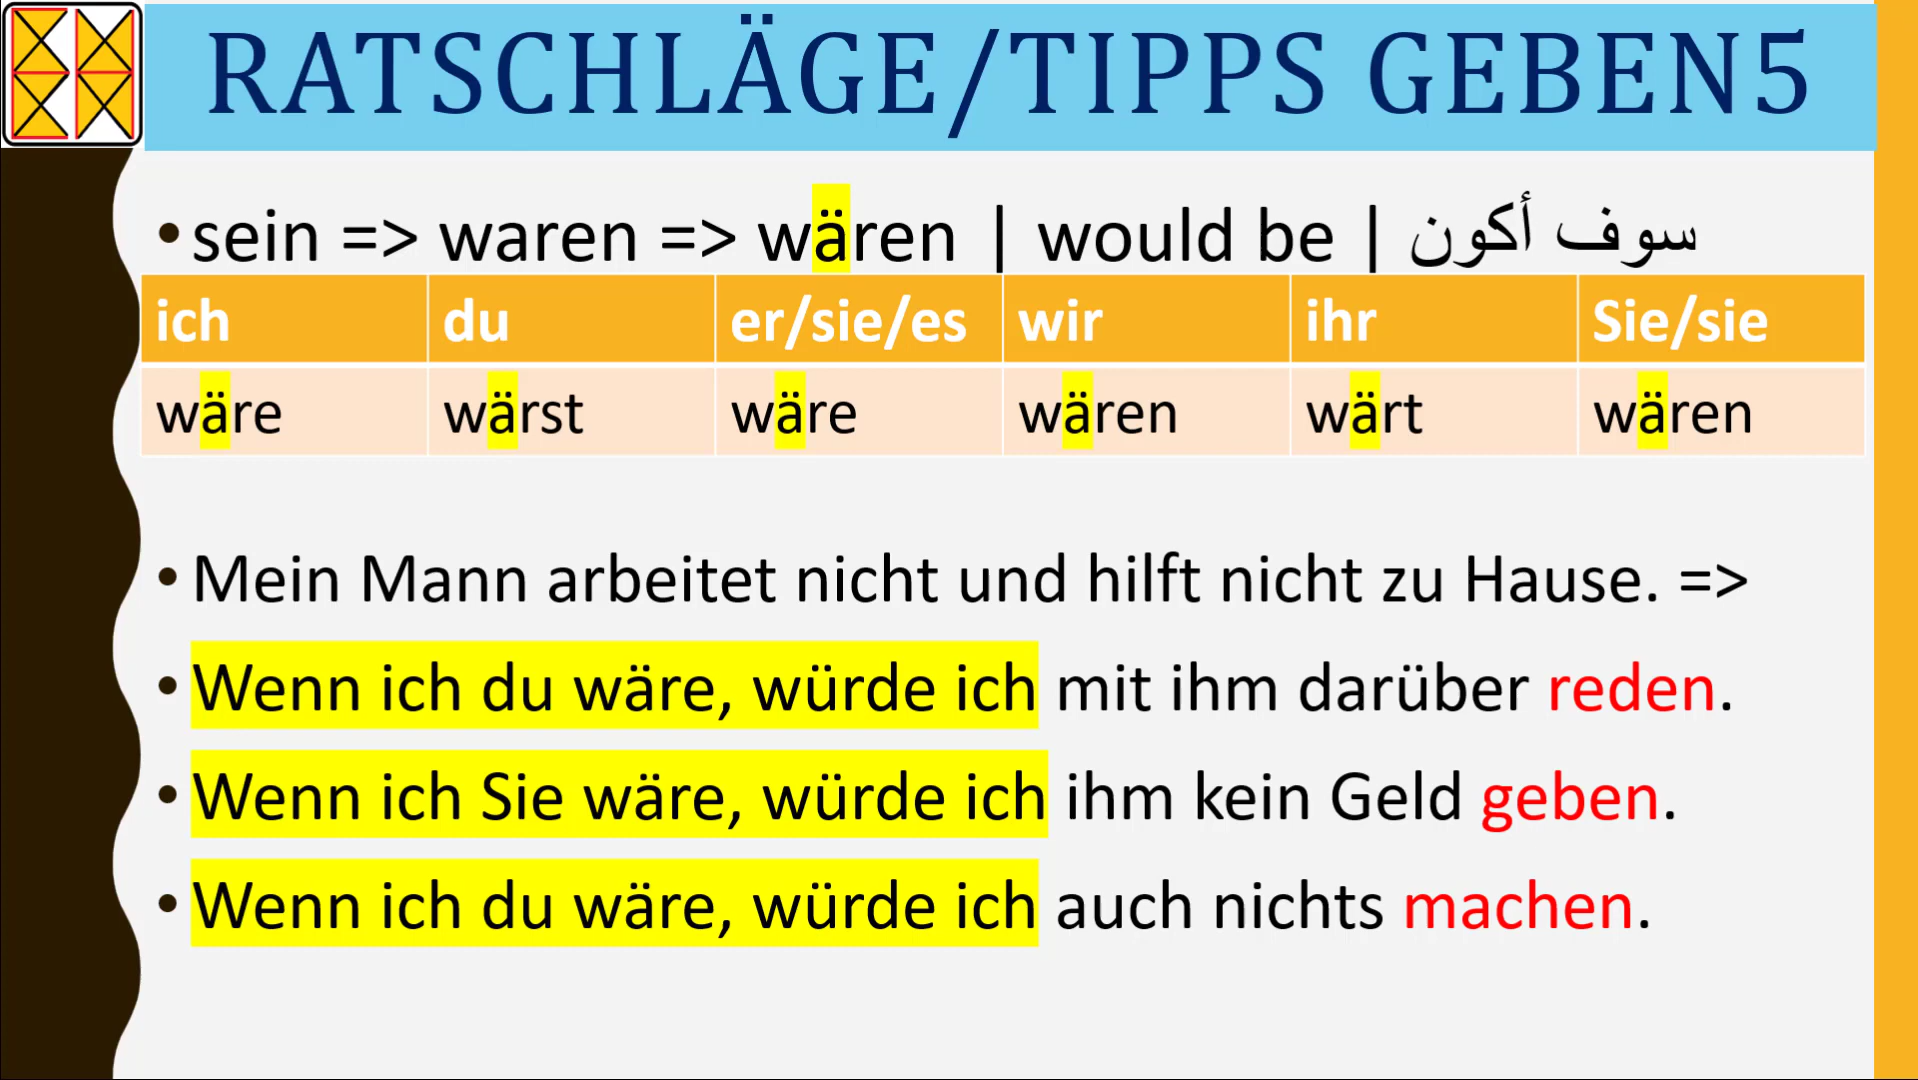 RATSCHLÄGE/TIPPS GEBEN5
•sein => waren => wären | would be | سوف أكون
ich du er/sie/es wir ihr Sie/sie
wäre wärst wäre wären wärt wären
•Mein Mann arbeitet nicht und hilft nicht zu Hause. =>
•Wenn ich du wäre, würde ich mit ihm darüber reden.
•Wenn ich Sie wäre, würde ich ihm kein Geld geben.
•Wenn ich du wäre, würde ich auch nichts machen.